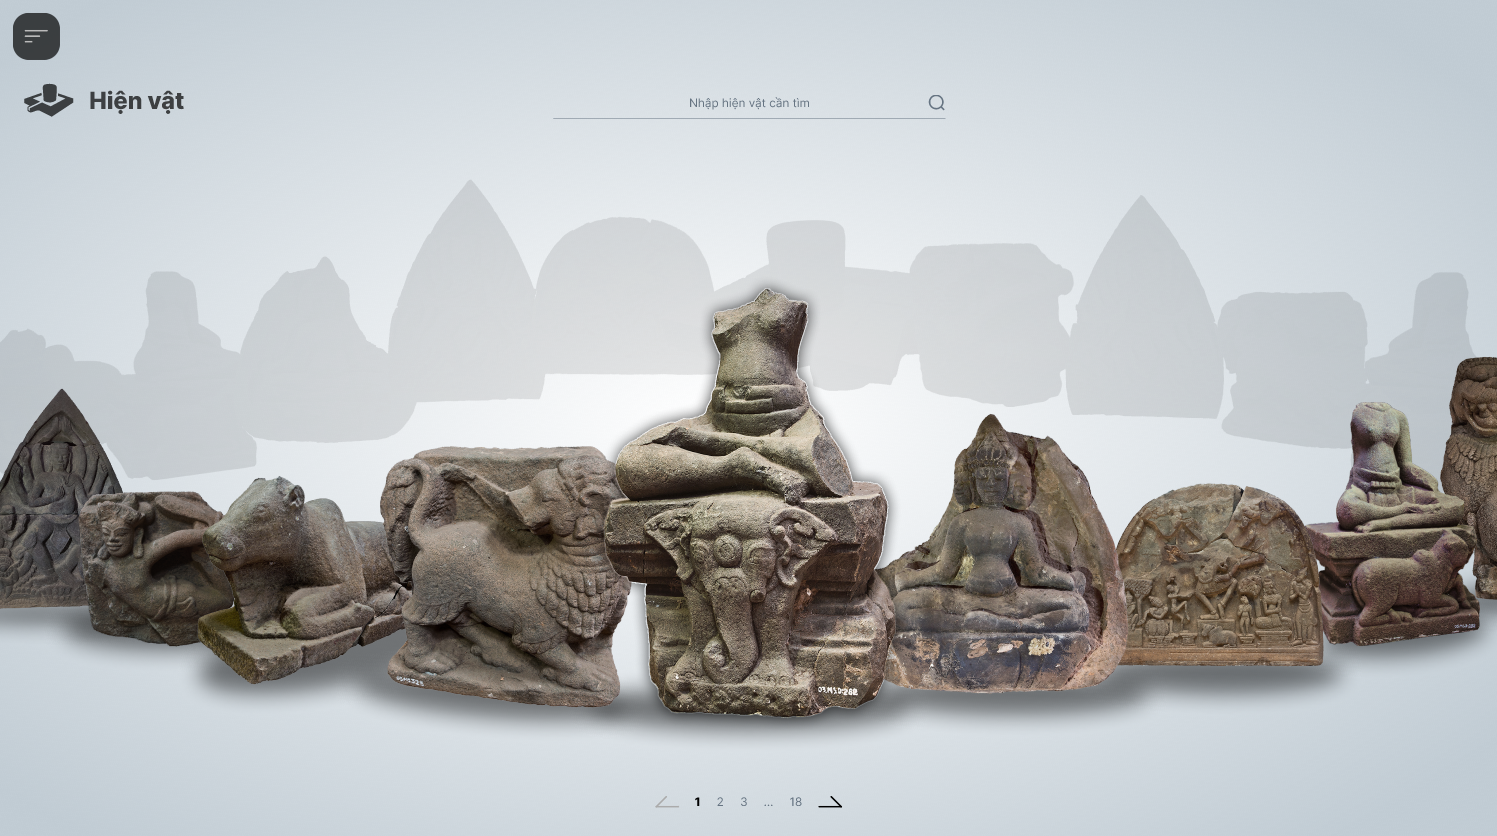 Hiện vật
Nhập hiện vật cần tìm
1 2 3 ... 18